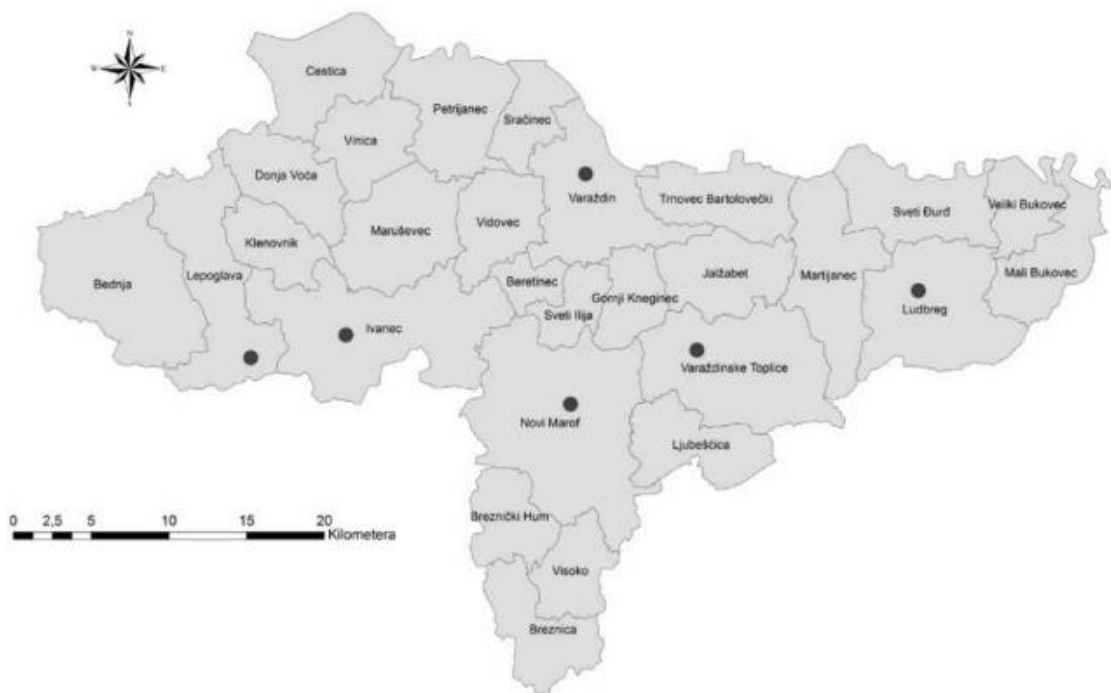 N
W E
S
Cestica
Petrijanec
Sračinec
Vinica
Donja Voća
Varaždin
Trnovec Bartolovečki
Sveti Đurđ
Veliki Bukovec
Klenovnik
Maruševec
Vidovec
Bednja
Lepoglava
Beretinec
Gornji Kneginec
Jalžabet
Martijanec
Mali Bukovec
Ludbreg
Sveti Ilija
Ivanec
Varaždinske Toplice
Novi Marof
Ljubešćica
Breznički Hum
Visoko
Breznica
0 2,5 5 10 15 20
Kilometera